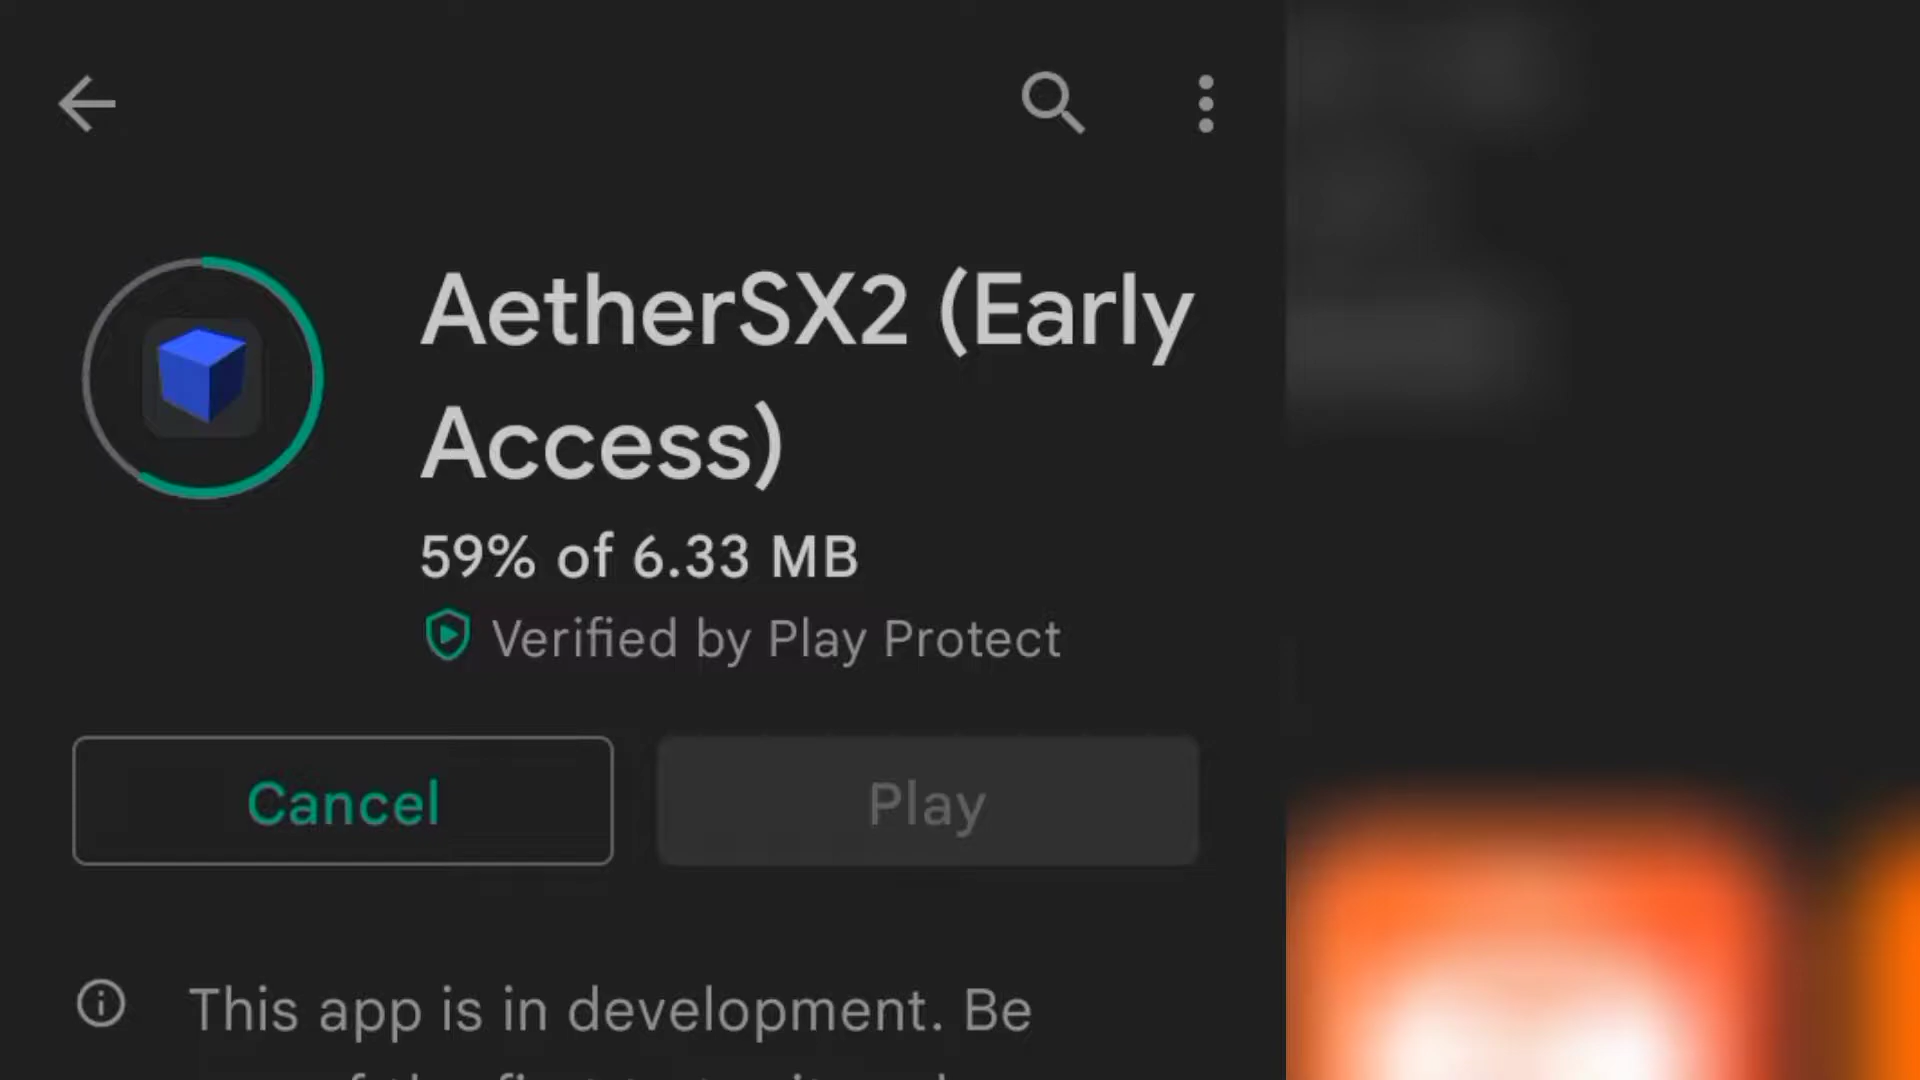 AetherSX2 (Early
Access)
59% of 6.33 MB
Verified by Play Protect
Cancel
Play
This app is in development. Be